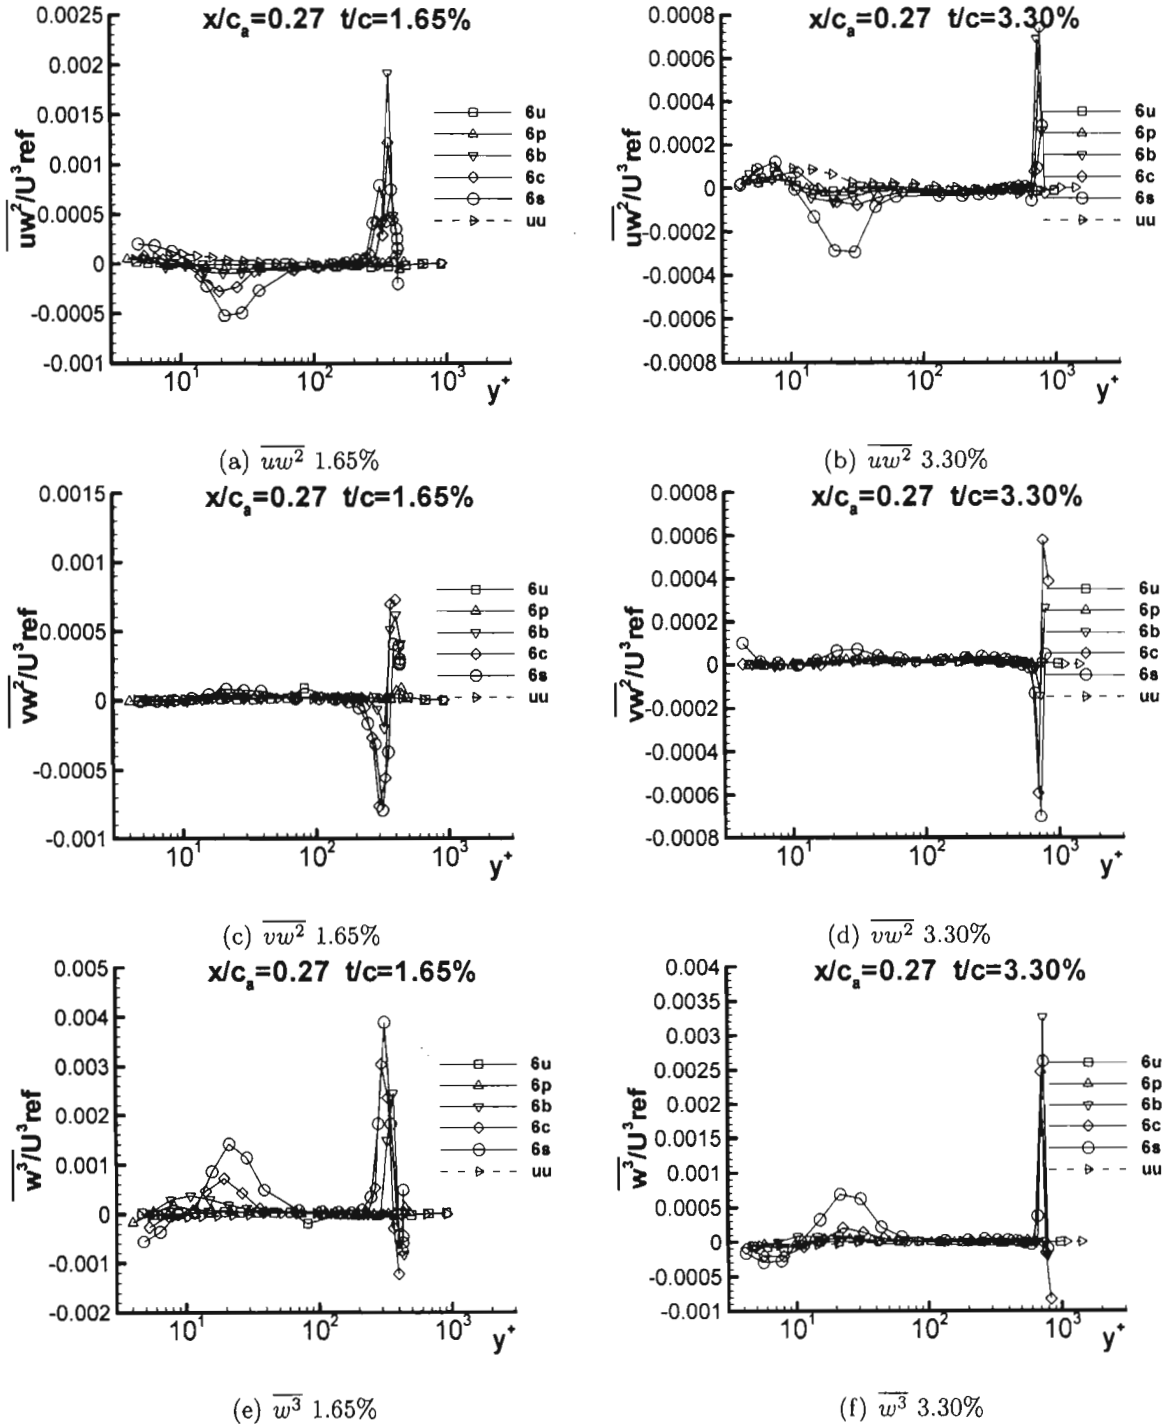 x/ca=0.27 t/c=1.65%
0.0025
0.002
0.0015
0.001
0.0005
0
-0.0005
-0.001
uw²/U³ref
6u
6p
6b
6c
6s
uu
10¹ 10² 10³ y⁺
(a) uw² 1.65%
x/ca=0.27 t/c=3.30%
0.0008
0.0006
0.0004
0.0002
0
-0.0002
-0.0004
-0.0006
-0.0008
uw²/U³ref
6u
6p
6b
6c
6s
uu
10¹ 10² 10³ y⁺
(b) uw² 3.30%
x/ca=0.27 t/c=1.65%
0.0015
0.001
0.0005
0
-0.0005
-0.001
vw²/U³ref
6u
6p
6b
6c
6s
uu
10¹ 10² 10³ y⁺
(c) vw² 1.65%
x/ca=0.27 t/c=3.30%
0.0008
0.0006
0.0004
0.0002
0
-0.0002
-0.0004
-0.0006
-0.0008
vw²/U³ref
6u
6p
6b
6c
6s
uu
10¹ 10² 10³ y⁺
(d) vw² 3.30%
x/ca=0.27 t/c=1.65%
0.005
0.004
0.003
0.002
0.001
0
-0.001
-0.002
w³/U³ref
6u
6p
6b
6c
6s
uu
10¹ 10² 10³ y⁺
(e) w³ 1.65%
x/ca=0.27 t/c=3.30%
0.004
0.0035
0.003
0.0025
0.002
0.0015
0.001
0.0005
0
-0.0005
-0.001
w³/U³ref
6u
6p
6b
6c
6s
uu
10¹ 10² 10³ y⁺
(f) w³ 3.30%